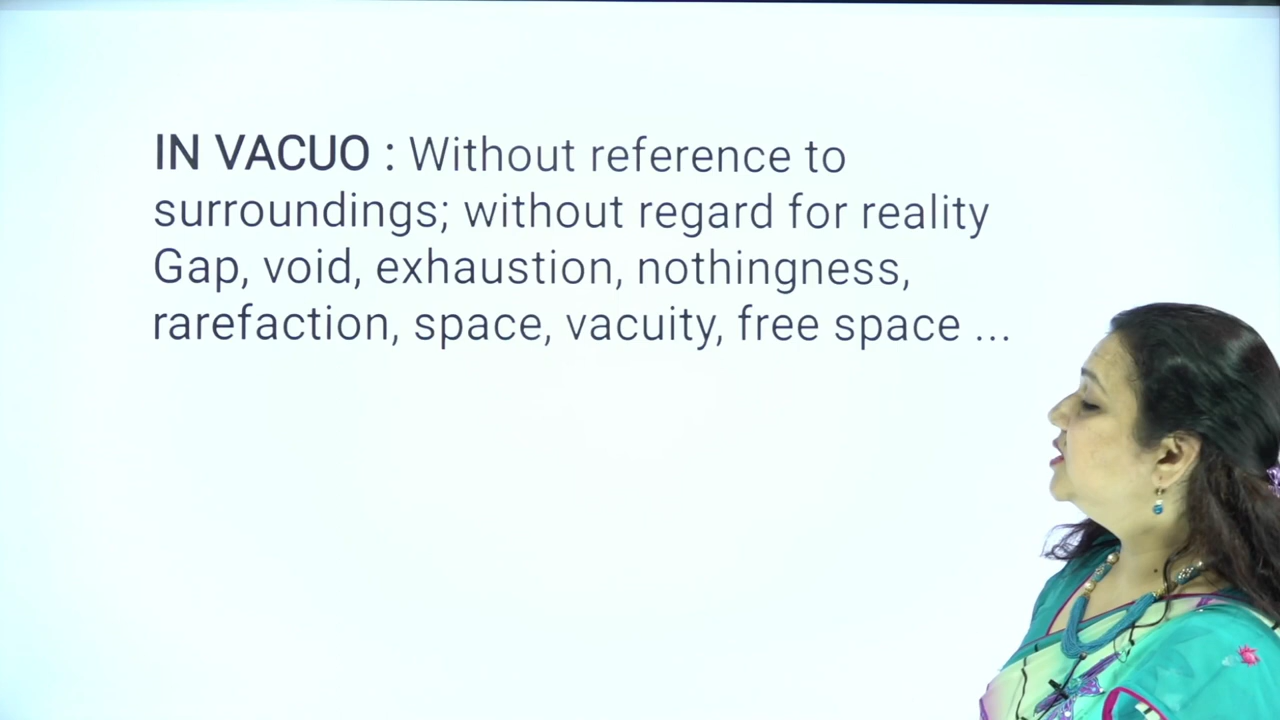 IN VACUO : Without reference to
surroundings; without regard for reality
Gap, void, exhaustion, nothingness,
rarefaction, space, vacuity, free space ...